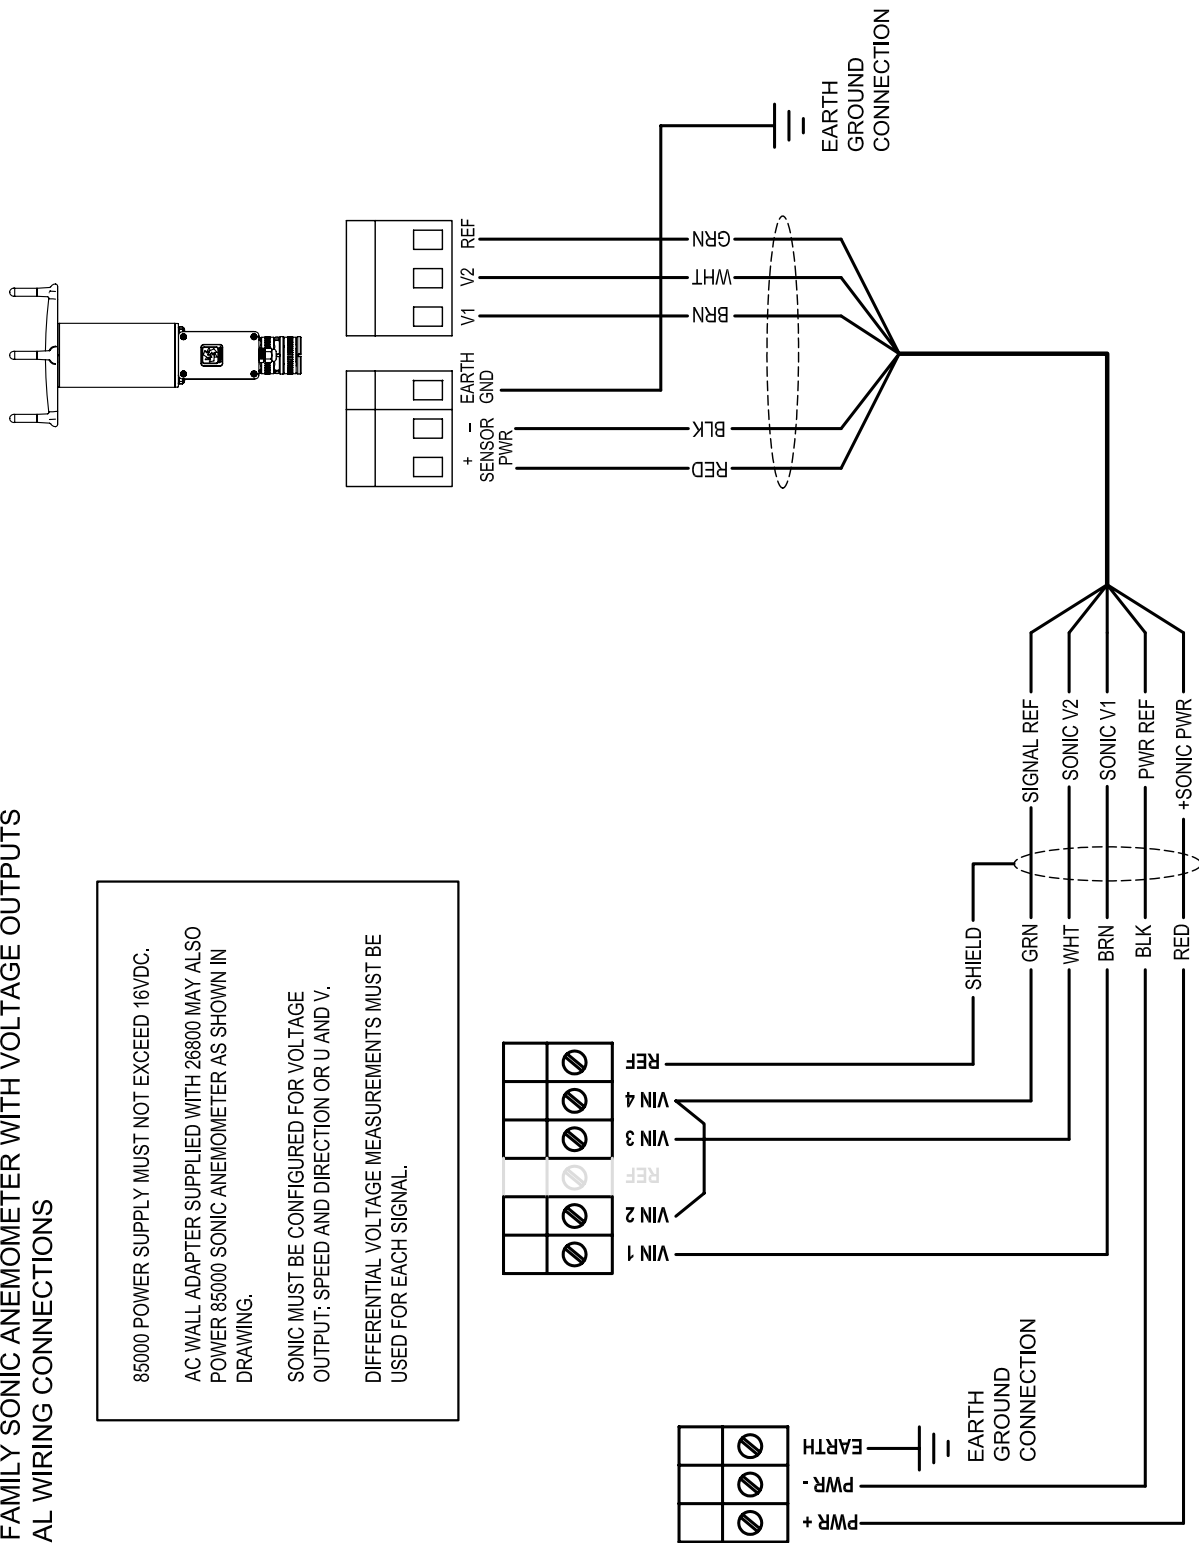 FAMILY SONIC ANEMOMETER WITH VOLTAGE OUTPUTS
AL WIRING CONNECTIONS
85000 POWER SUPPLY MUST NOT EXCEED 16VDC.
AC WALL ADAPTER SUPPLIED WITH 26800 MAY ALSO
POWER 85000 SONIC ANEMOMETER AS SHOWN IN
DRAWING.
SONIC MUST BE CONFIGURED FOR VOLTAGE
OUTPUT: SPEED AND DIRECTION OR U AND V.
DIFFERENTIAL VOLTAGE MEASUREMENTS MUST BE
USED FOR EACH SIGNAL.
+
-
SENSOR
PWR
EARTH
GND
V1
V2
REF
RED
BLK
BRN
WHT
GRN
EARTH
GROUND
CONNECTION
VIN 1
VIN 2
REF
VIN 3
VIN 4
REF
SHIELD
GRN
SIGNAL REF
WHT
SONIC V2
BRN
SONIC V1
BLK
PWR REF
RED
+SONIC PWR
PWR +
PWR -
EARTH
EARTH
GROUND
CONNECTION